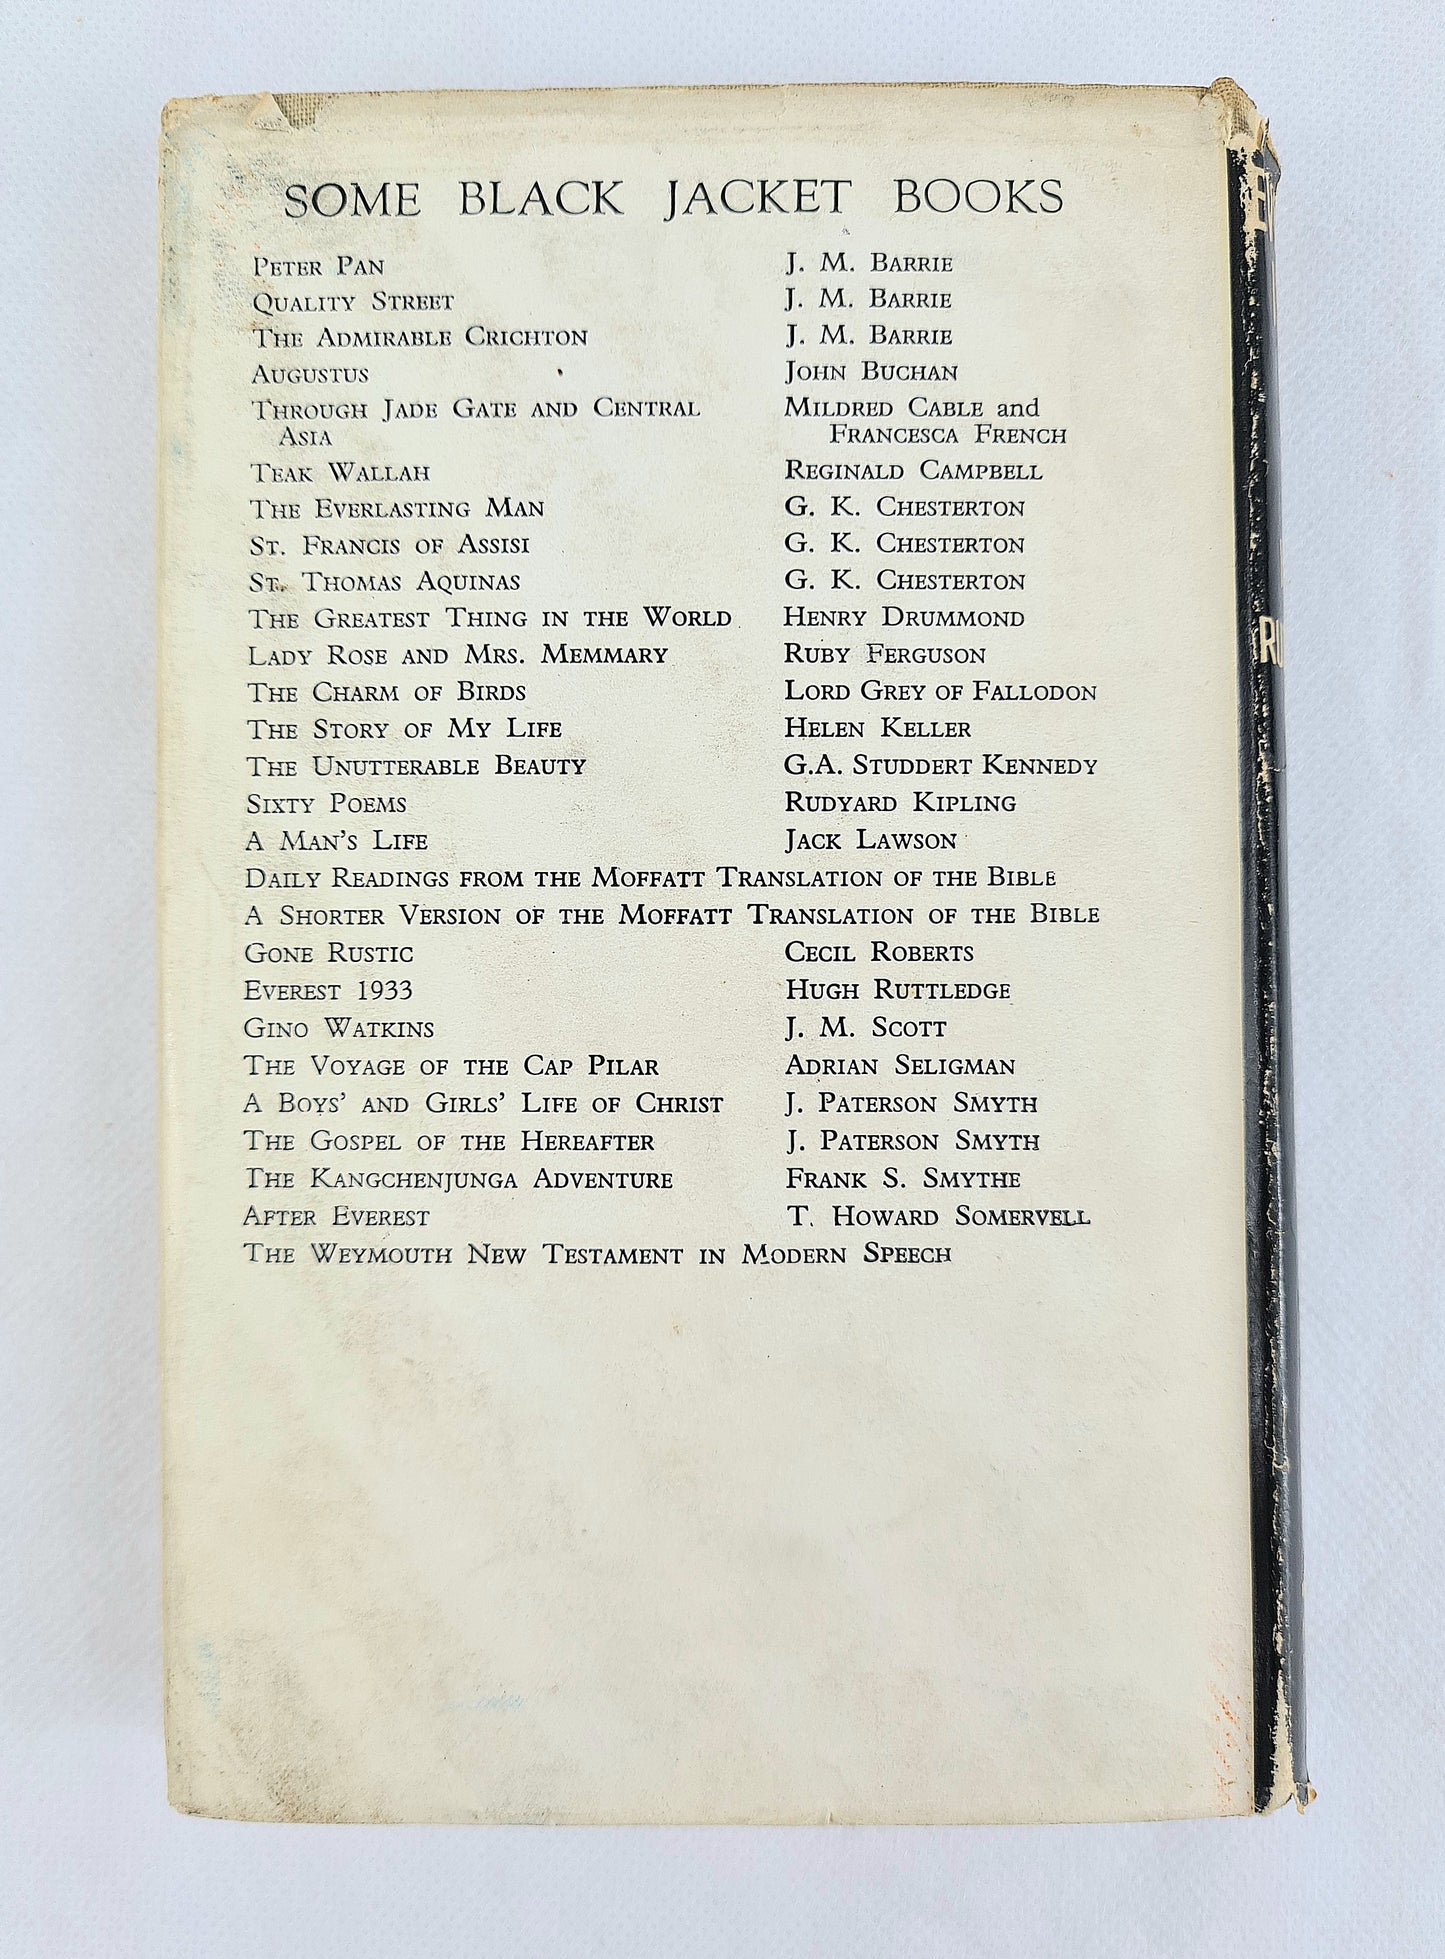 SOME BLACK JACKET BOOKS
PETER PAN J. M. BARRIE
QUALITY STREET J. M. BARRIE
THE ADMIRABLE CRICHTON J. M. BARRIE
AUGUSTUS JOHN BUCHAN
THROUGH JADE GATE AND CENTRAL MILDRED CABLE and
ASIA FRANCESCA FRENCH
TEAK WALLAH REGINALD CAMPBELL
THE EVERLASTING MAN G. K. CHESTERTON
ST. FRANCIS OF ASSISI G. K. CHESTERTON
ST. THOMAS AQUINAS G. K. CHESTERTON
THE GREATEST THING IN THE WORLD HENRY DRUMMOND
LADY ROSE AND MRS. MEMMARY RUBY FERGUSON
THE CHARM OF BIRDS LORD GREY OF FALLODON
THE STORY OF MY LIFE HELEN KELLER
THE UNUTTERABLE BEAUTY G.A. STUDDERT KENNEDY
SIXTY POEMS RUDYARD KIPLING
A MAN'S LIFE JACK LAWSON
DAILY READINGS FROM THE MOFFATT TRANSLATION OF THE BIBLE
A SHORTER VERSION OF THE MOFFATT TRANSLATION OF THE BIBLE
GONE RUSTIC CECIL ROBERTS
EVEREST 1933 HUGH RUTTLEDGE
GINO WATKINS J. M. SCOTT
THE VOYAGE OF THE CAP PILAR ADRIAN SELIGMAN
A BOYS' AND GIRLS' LIFE OF CHRIST J. PATERSON SMYTH
THE GOSPEL OF THE HEREAFTER J. PATERSON SMYTH
THE KANGCHENJUNGA ADVENTURE FRANK S. SMYTHE
AFTER EVEREST T. HOWARD SOMERVELL
THE WEYMOUTH NEW TESTAMENT IN MODERN SPEECH